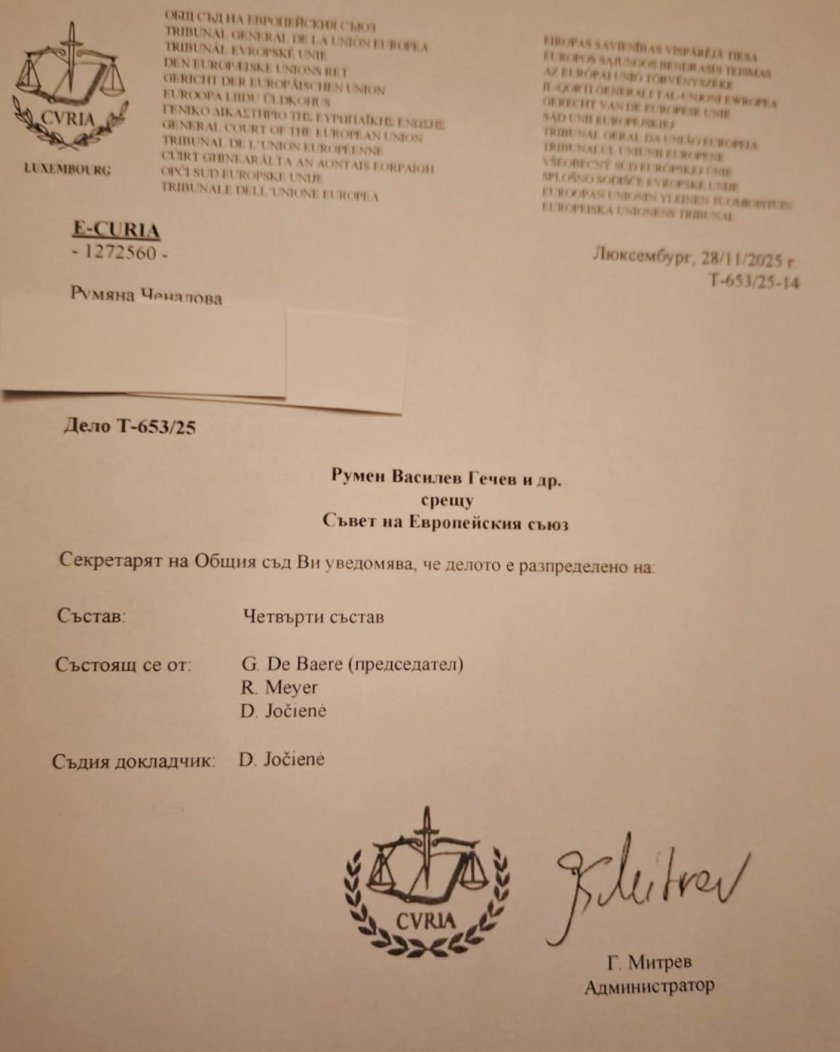 CVRIA
LUXEMBOURG
ОБЩ СЪД НА ЕВРОПЕЙСКИЯ СЪЮЗ
TRIBUNAL GENERAL DE LA UNIÓN EUROPEA
TRIBUNÁL EVROPSKÉ UNIE
DEN EUROPÆISKE UNIONS RET
GERICHT DER EUROPÄISCHEN UNION
EUROOPA LIIDU ÜLDKOHUS
ΓΕΝΙΚΟ ΔΙΚΑΣΤΗΡΙΟ ΤΗΣ ΕΥΡΩΠΑΪΚΗΣ ΕΝΩΣΗΣ
GENERAL COURT OF THE EUROPEAN UNION
TRIBUNAL DE L'UNION EUROPÉENNE
CÚIRT GHINEARÁLTA AN AONTAIS EORPAIGH
OPĆI SUD EUROPSKE UNIJE
TRIBUNALE DELL'UNIONE EUROPEA
EIROPAS SAVIENĪBAS VISPĀRĒJĀ TIESA
EUROPOS SĄJUNGOS BENDRASIS TEISMAS
AZ EURÓPAI UNIÓ TÖRVÉNYSZÉKE
IL-QORTI ĠENERALI TAL-UNJONI EWROPEA
GERECHT VAN DE EUROPESE UNIE
SĄD UNII EUROPEJSKIEJ
TRIBUNAL GERAL DA UNIÃO EUROPEIA
TRIBUNALUL UNIUNII EUROPENE
VŠEOBECNÝ SÚD EURÓPSKEJ ÚNIE
SPLOŠNO SODIŠČE EVROPSKE UNIJE
EUROOPAN UNIONIN YLEINEN TUOMIOISTUIN
EUROPEISKA UNIONENS TRIBUNAL
E-CURIA
- 1272560 -
Люксембург, 28/11/2025 г.
T-653/25-14
Румяна Ченалова
Дело T-653/25
Румен Василев Гечев и др.
срещу
Съвет на Европейския съюз
Секретарят на Общия съд Ви уведомява, че делото е разпределено на:
Състав: Четвърти състав
Състоящ се от: G. De Baere (председател)
R. Meyer
D. Jočienė
Съдия докладчик: D. Jočienė
CVRIA
Г. Митрев
Администратор